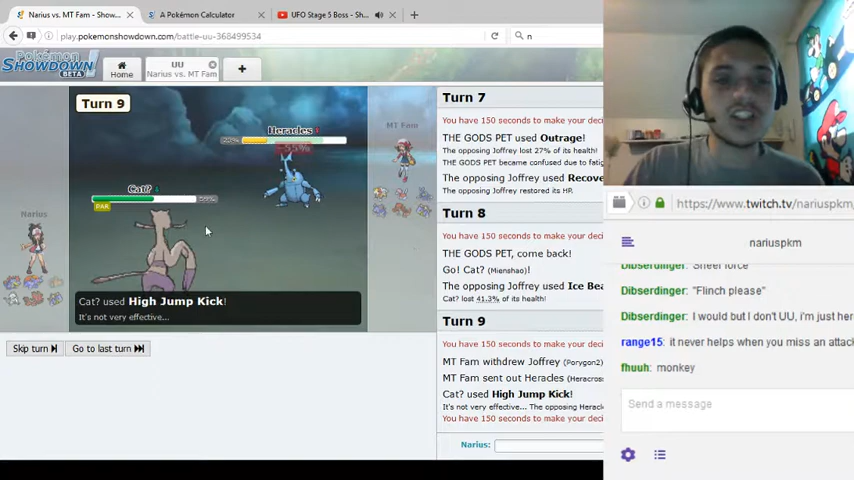 Narius vs. MT Fam - Show...
A Pokémon Calculator
UFO Stage 5 Boss - Sh...
play.pokemonshowdown.com/battle-uu-368499534
n
Pokémon
SHOWDOWN
BETA
Home
UU
Narius vs. MT Fam
Turn 9
Heracles
-55%
Cat?
PAR
Narius
MT Fam
Cat? used High Jump Kick!
It's not very effective...
Skip turn
Go to last turn
Turn 7
You have 150 seconds to make your deci
THE GODS PET used Outrage!
The opposing Joffrey lost 27% of its health!
THE GODS PET became confused due to fatig
The opposing Joffrey used Recove
The opposing Joffrey restored its HP.
Turn 8
You have 150 seconds to make your decis
THE GODS PET, come back!
Go! Cat? (Mienshao)!
The opposing Joffrey used Ice Bea
Cat? lost 41.3% of its health!
Turn 9
You have 150 seconds to make your decis
MT Fam withdrew Joffrey (Porygon2)
MT Fam sent out Heracles (Heracross
Cat? used High Jump Kick!
It's not very effective... The opposing Heracle
You have 150 seconds to make your decis
Narius:
https://www.twitch.tv/nariuspkm
nariuspkm
Dibserdinger: Sheer force
Dibserdinger: "Flinch please"
Dibserdinger: I would but I don't UU, i'm just here
range15: it never helps when you miss an attack
fhuuh: monkey
Send a message